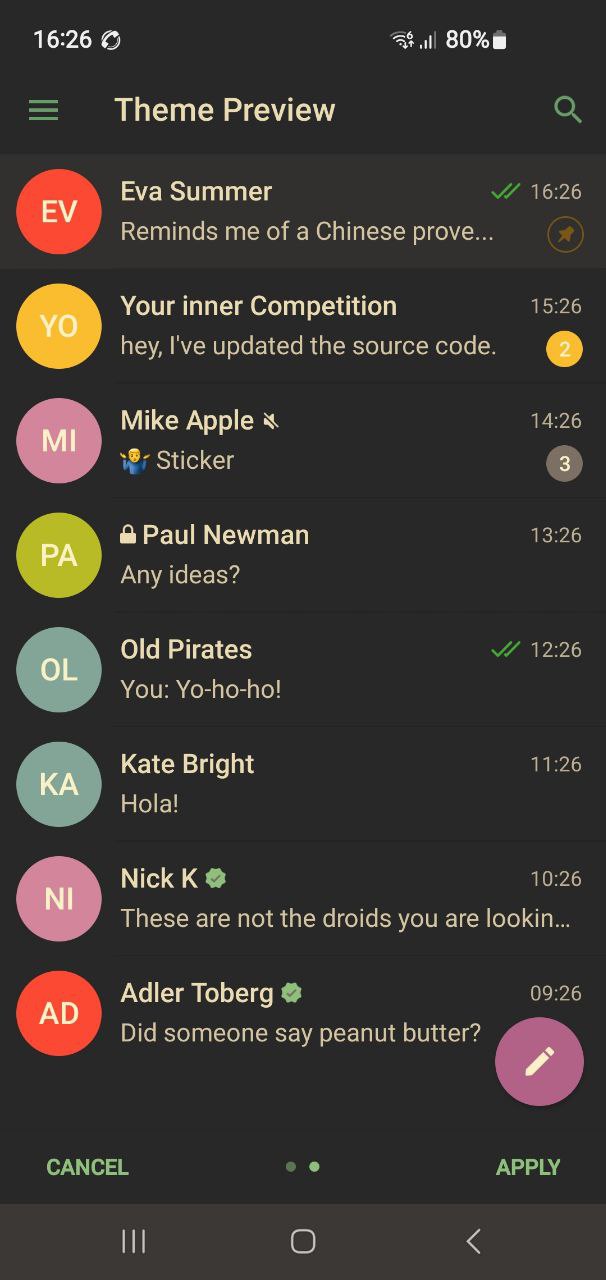 16:26 80%
Theme Preview
EV Eva Summer 16:26
Reminds me of a Chinese prove...
YO Your inner Competition 15:26
hey, I've updated the source code. 2
MI Mike Apple 14:26
🤷‍♂️ Sticker 3
PA Paul Newman 13:26
Any ideas?
OL Old Pirates 12:26
You: Yo-ho-ho!
KA Kate Bright 11:26
Hola!
NI Nick K 10:26
These are not the droids you are lookin...
AD Adler Toberg 09:26
Did someone say peanut butter?
CANCEL APPLY